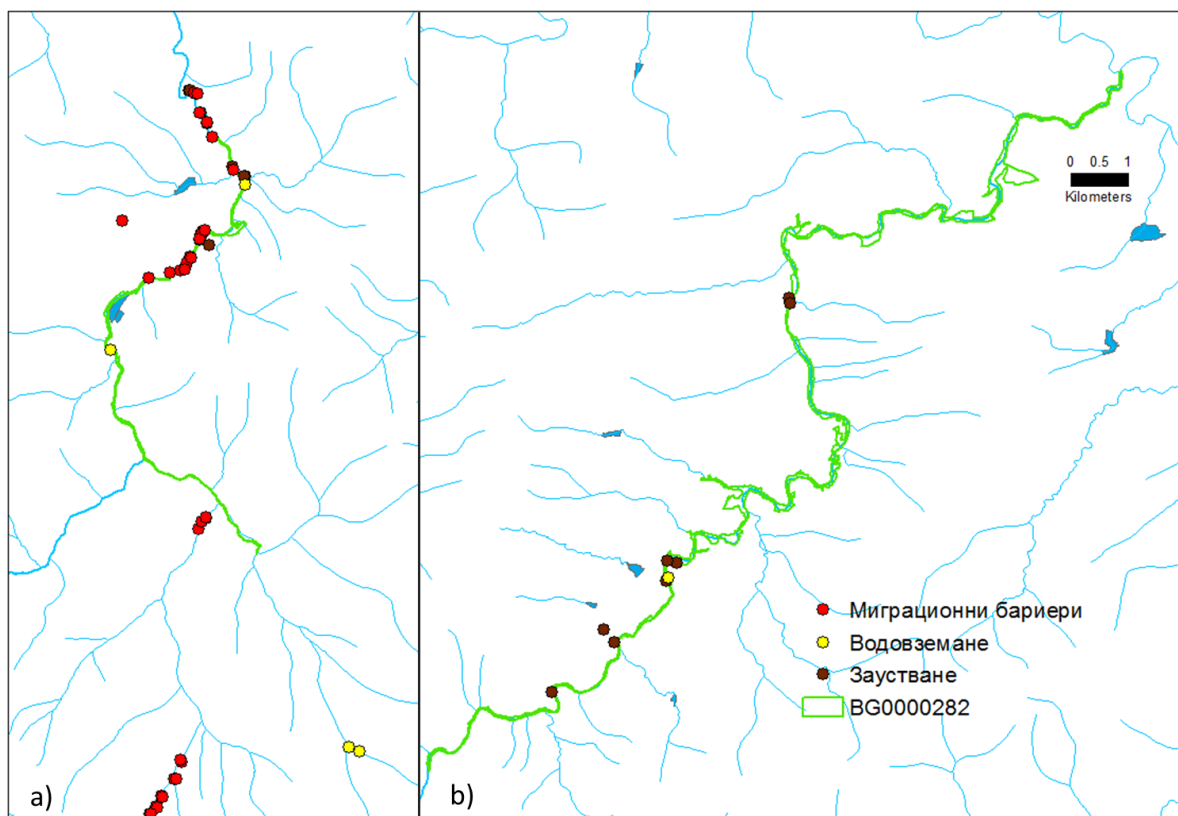 0 0.5 1
Kilometers
Миграционни бариери
Водовземане
Заустване
BG0000282
a)
b)